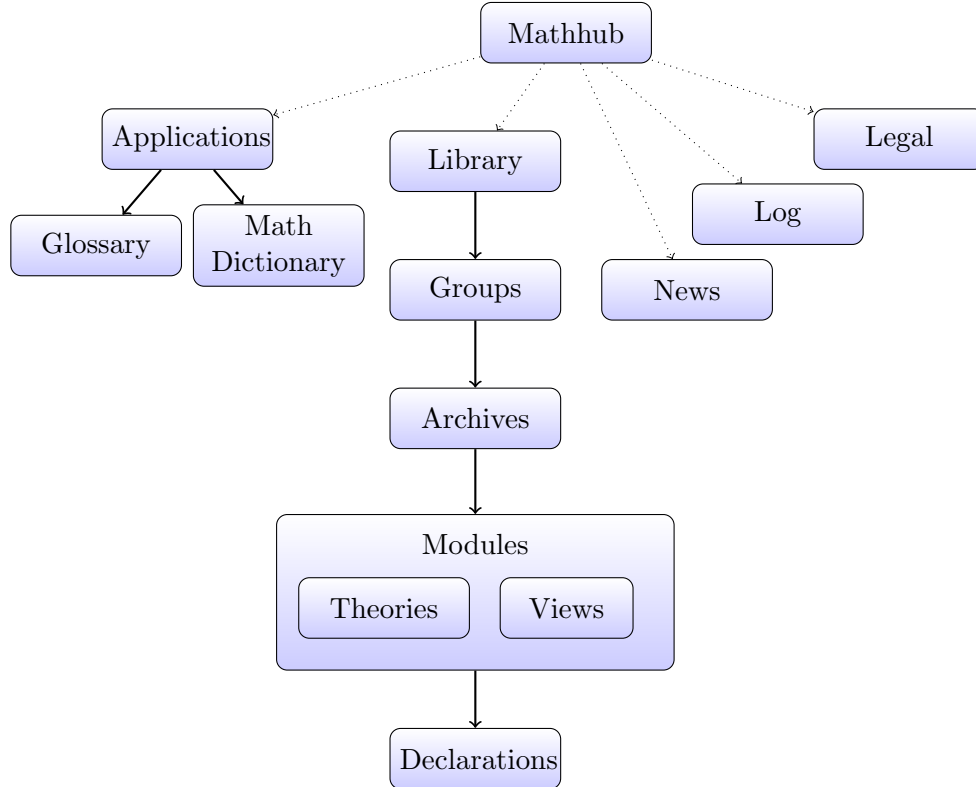 Mathhub
Applications
Library
Legal
Log
Glossary
Math
Dictionary
Groups
News
Archives
Modules
Theories
Views
Declarations